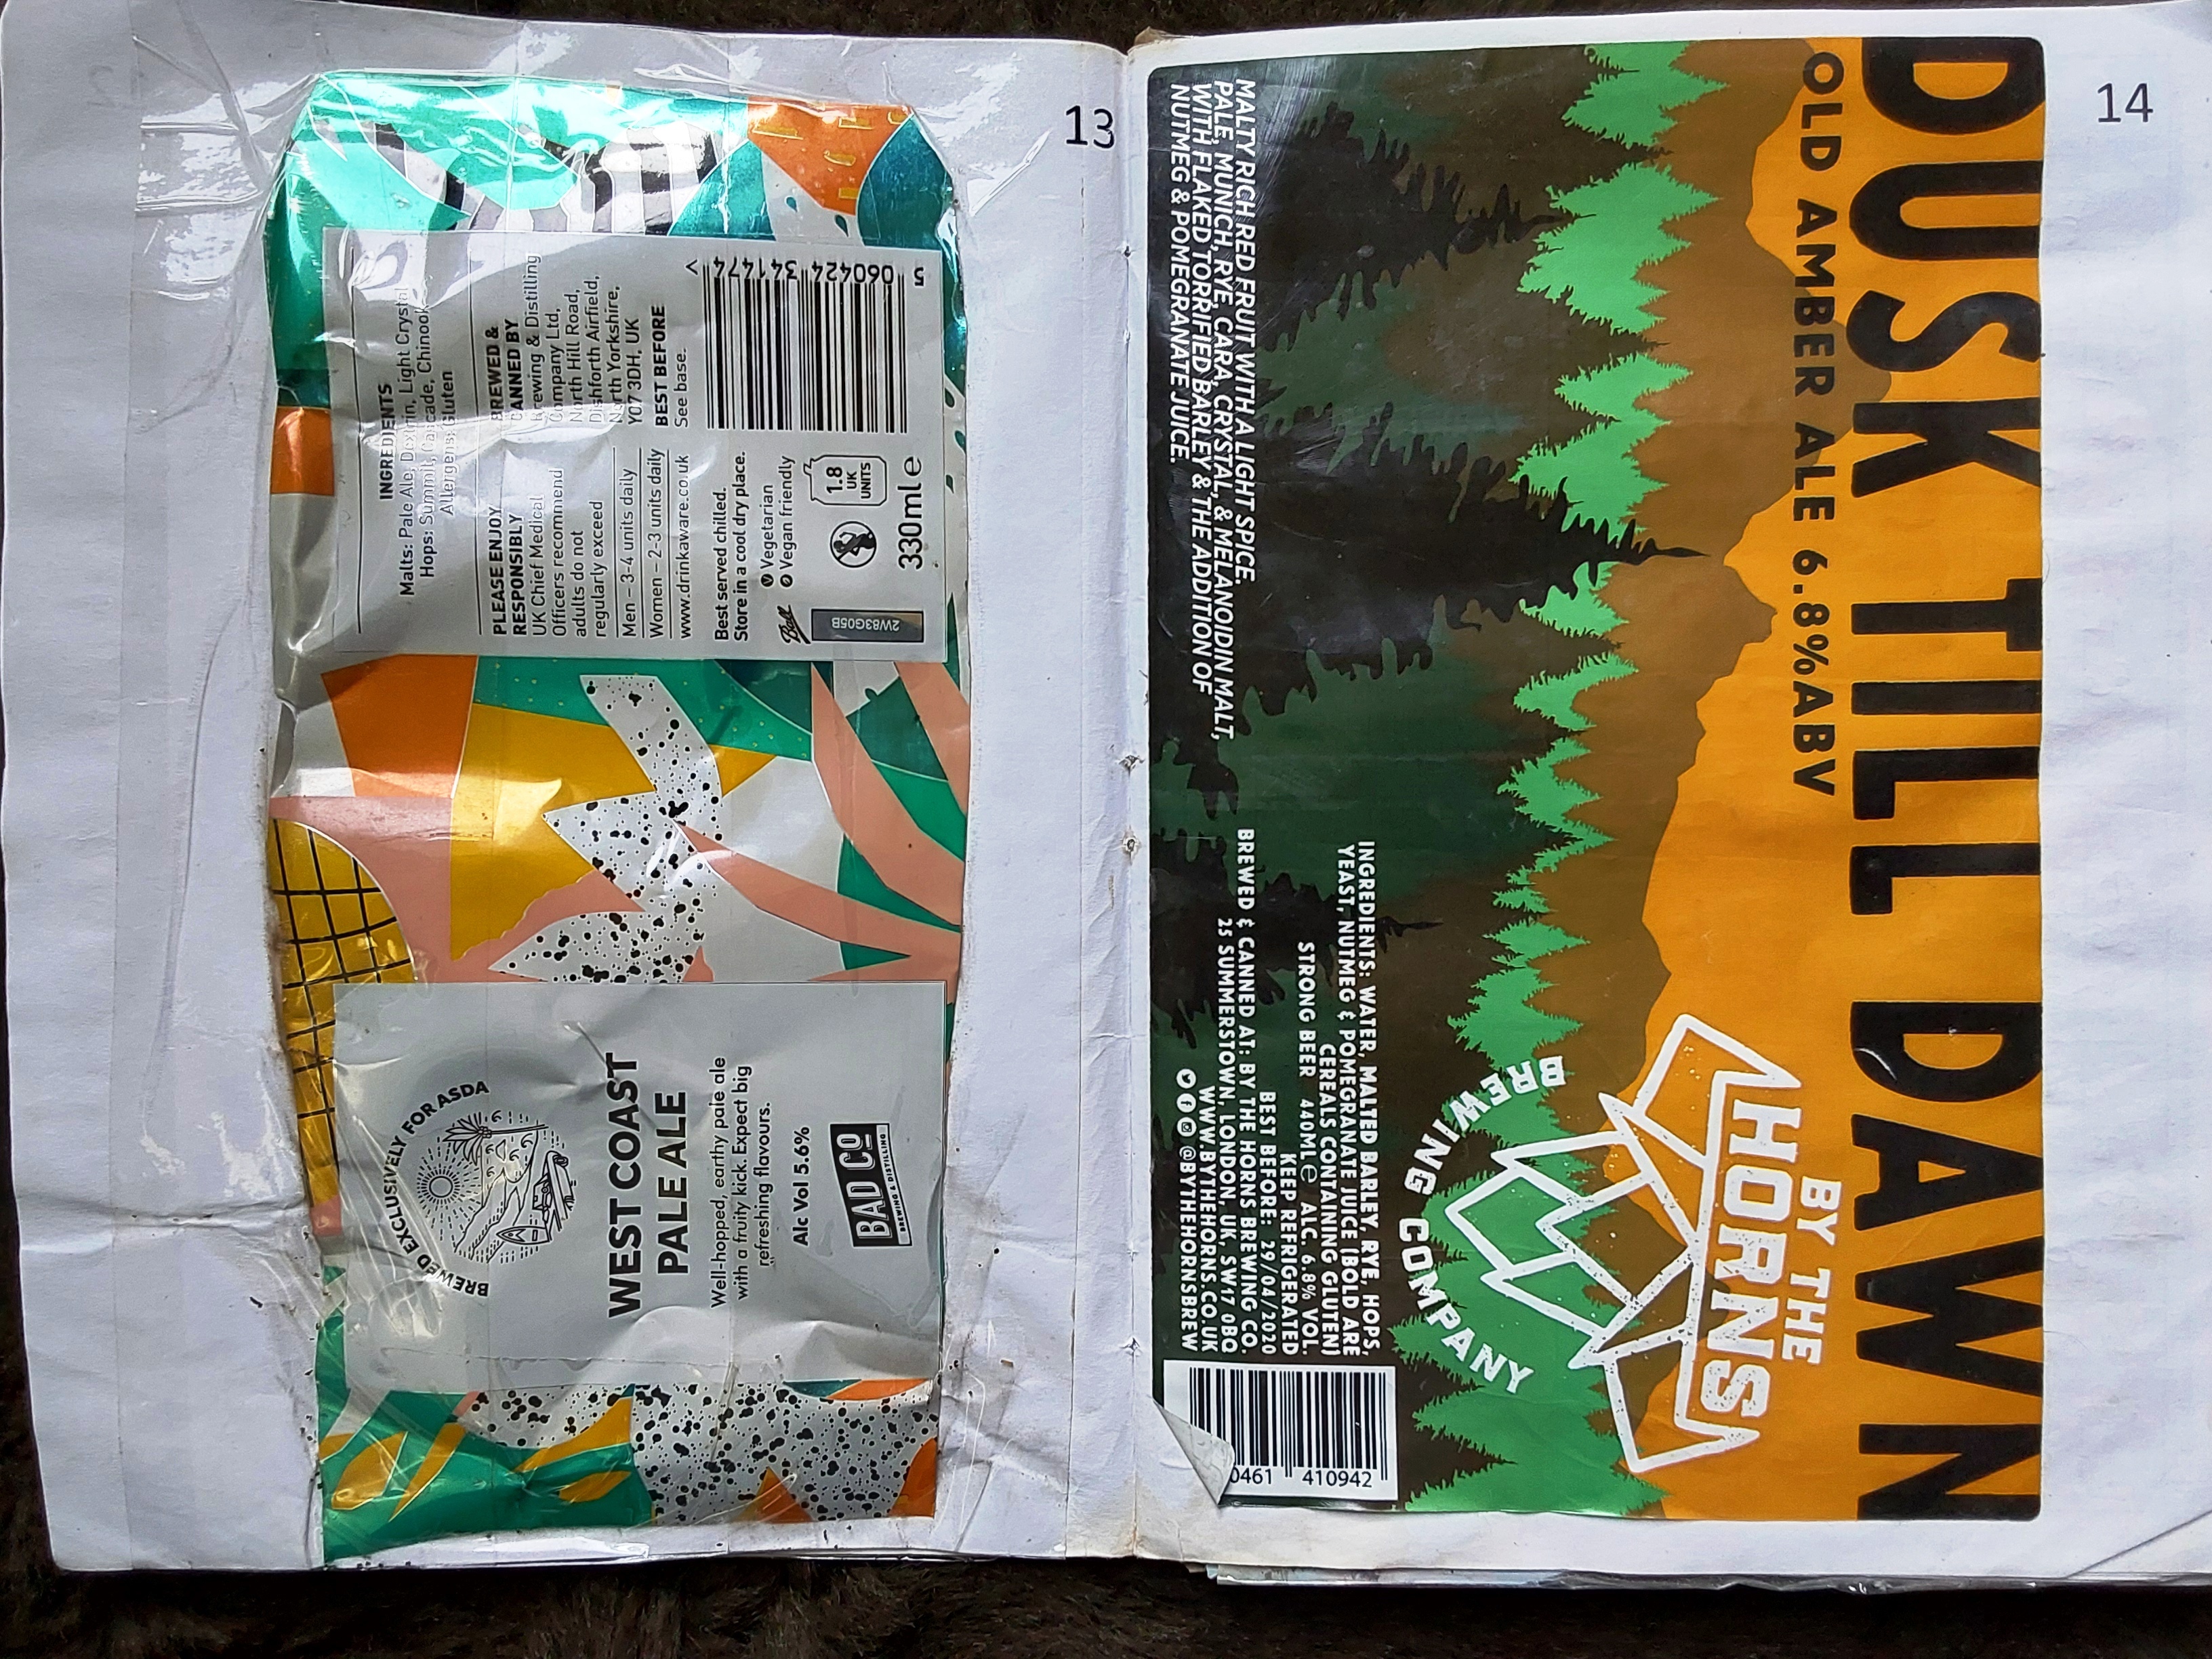 13
INGREDIENTS
Malts: Pale Ale, Dextrin, Light Crystal
Hops: Summit, Cascade, Chinook
Allergens: Gluten
PLEASE ENJOY
RESPONSIBLY
UK Chief Medical
Officers recommend
adults do not
regularly exceed
Men – 3-4 units daily
Women – 2-3 units daily
www.drinkaware.co.uk
BREWED &
CANNED BY
Brewing & Distilling
Company Ltd,
North Hill Road,
Dishforth Airfield,
North Yorkshire,
YO7 3DH, UK
BEST BEFORE
See base.
Best served chilled.
Store in a cool dry place.
Vegetarian
Vegan friendly
Ball
1.8
UK
UNITS
330ml e
2W83G05B
5 060424 341474 >
BREWED EXCLUSIVELY FOR ASDA
WEST COAST
PALE ALE
Well-hopped, earthy pale ale
with a fruity kick. Expect big
refreshing flavours.
Alc Vol 5.6%
BAD CO
BREWING & DISTILLING
14
DUSK TILL DAWN
OLD AMBER ALE 6.8%ABV
BY THE
HORNS
BREWING COMPANY
MALTY RICH RED FRUIT WITH A LIGHT SPICE.
PALE, MUNICH, RYE, CARA, CRYSTAL, & MELANOIDIN MALT,
WITH FLAKED TORRIFIED BARLEY & THE ADDITION OF
NUTMEG & POMEGRANATE JUICE.
INGREDIENTS: WATER, MALTED BARLEY, RYE, HOPS,
YEAST, NUTMEG & POMEGRANATE JUICE (BOLD ARE
CEREALS CONTAINING GLUTEN)
STRONG BEER 440ML e ALC. 6.8% VOL.
KEEP REFRIGERATED
BEST BEFORE: 29/04/2020
BREWED & CANNED AT: BY THE HORNS BREWING CO.
25 SUMMERSTOWN, LONDON, UK, SW17 0BQ
WWW.BYTHEHORNS.CO.UK
@BYTHEHORNSBREW
0461 410942